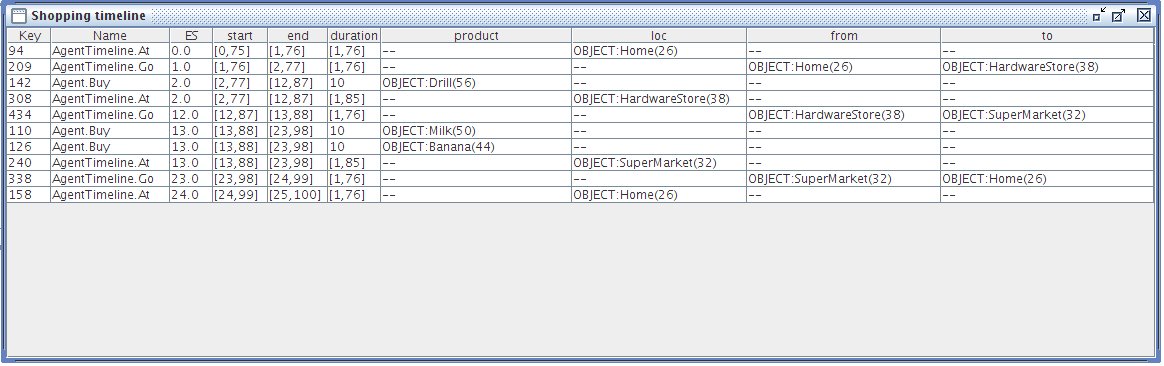 Shopping timeline
Key Name ES start end duration product loc from to
94 AgentTimeline.At 0.0 [0,75] [1,76] [1,76] -- OBJECT:Home(26) -- --
209 AgentTimeline.Go 1.0 [1,76] [2,77] [1,76] -- -- OBJECT:Home(26) OBJECT:HardwareStore(38)
142 Agent.Buy 2.0 [2,77] [12,87] 10 OBJECT:Drill(56) -- -- --
308 AgentTimeline.At 2.0 [2,77] [12,87] [1,85] -- OBJECT:HardwareStore(38) -- --
434 AgentTimeline.Go 12.0 [12,87] [13,88] [1,76] -- -- OBJECT:HardwareStore(38) OBJECT:SuperMarket(32)
110 Agent.Buy 13.0 [13,88] [23,98] 10 OBJECT:Milk(50) -- -- --
126 Agent.Buy 13.0 [13,88] [23,98] 10 OBJECT:Banana(44) -- -- --
240 AgentTimeline.At 13.0 [13,88] [23,98] [1,85] -- OBJECT:SuperMarket(32) -- --
338 AgentTimeline.Go 23.0 [23,98] [24,99] [1,76] -- -- OBJECT:SuperMarket(32) OBJECT:Home(26)
158 AgentTimeline.At 24.0 [24,99] [25,100] [1,76] -- OBJECT:Home(26) -- --